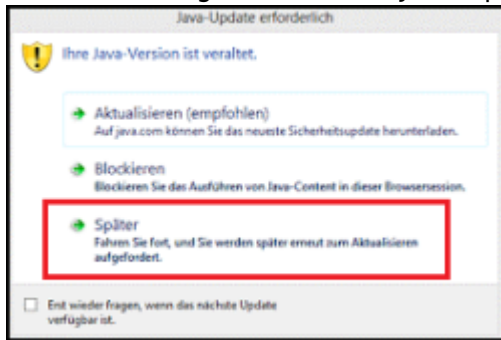 Java-Update erforderlich
Ihre Java-Version ist veraltet.
Aktualisieren (empfohlen)
Auf java.com können Sie das neueste Sicherheitsupdate herunterladen.
Blockieren
Blockieren Sie das Ausführen von Java-Content in dieser Browsersession.
Später
Fahren Sie fort, und Sie werden später erneut zum Aktualisieren
aufgefordert.
Erst wieder fragen, wenn das nächste Update
verfügbar ist.